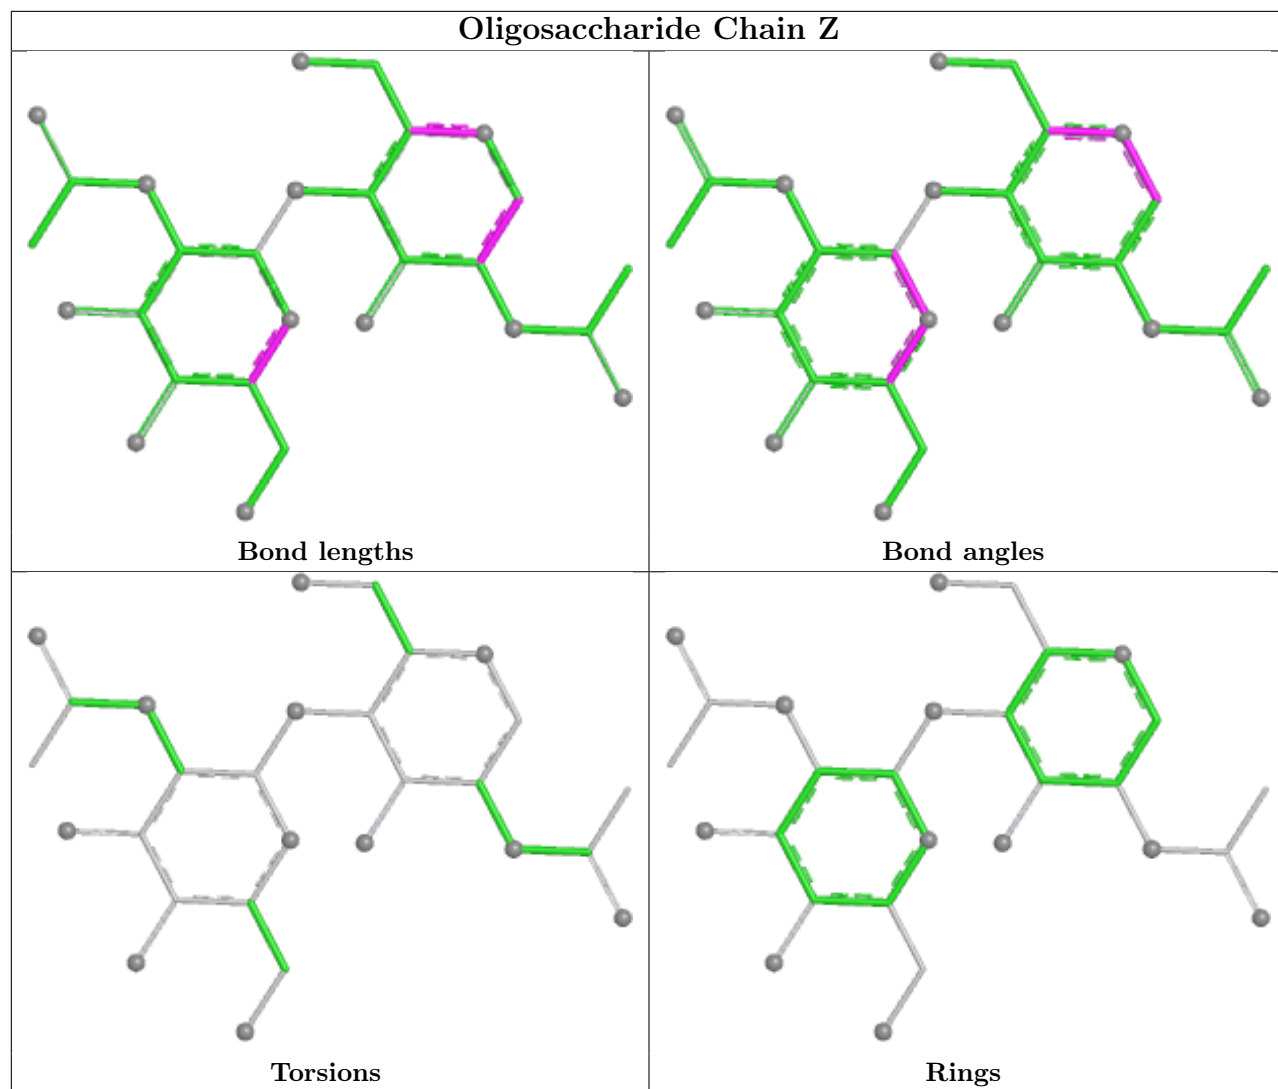 Oligosaccharide Chain Z
Bond lengths
Bond angles
Torsions
Rings